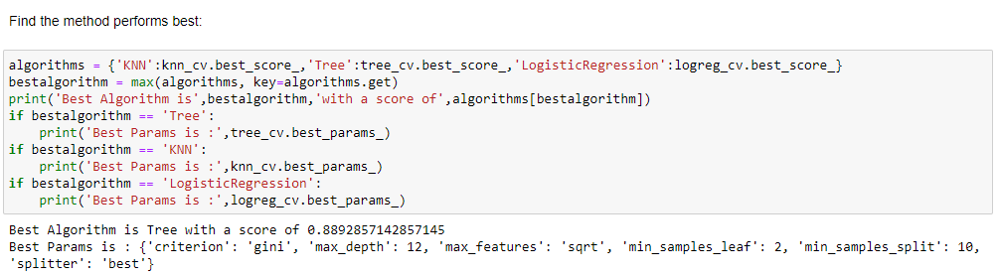 Find the method performs best:
algorithms = {'KNN':knn_cv.best_score_,'Tree':tree_cv.best_score_,'LogisticRegression':logreg_cv.best_score_}
bestalgorithm = max(algorithms, key=algorithms.get)
print('Best Algorithm is',bestalgorithm,'with a score of',algorithms[bestalgorithm])
if bestalgorithm == 'Tree':
    print('Best Params is :',tree_cv.best_params_)
if bestalgorithm == 'KNN':
    print('Best Params is :',knn_cv.best_params_)
if bestalgorithm == 'LogisticRegression':
    print('Best Params is :',logreg_cv.best_params_)
Best Algorithm is Tree with a score of 0.8892857142857145
Best Params is : {'criterion': 'gini', 'max_depth': 12, 'max_features': 'sqrt', 'min_samples_leaf': 2, 'min_samples_split': 10,
'splitter': 'best'}